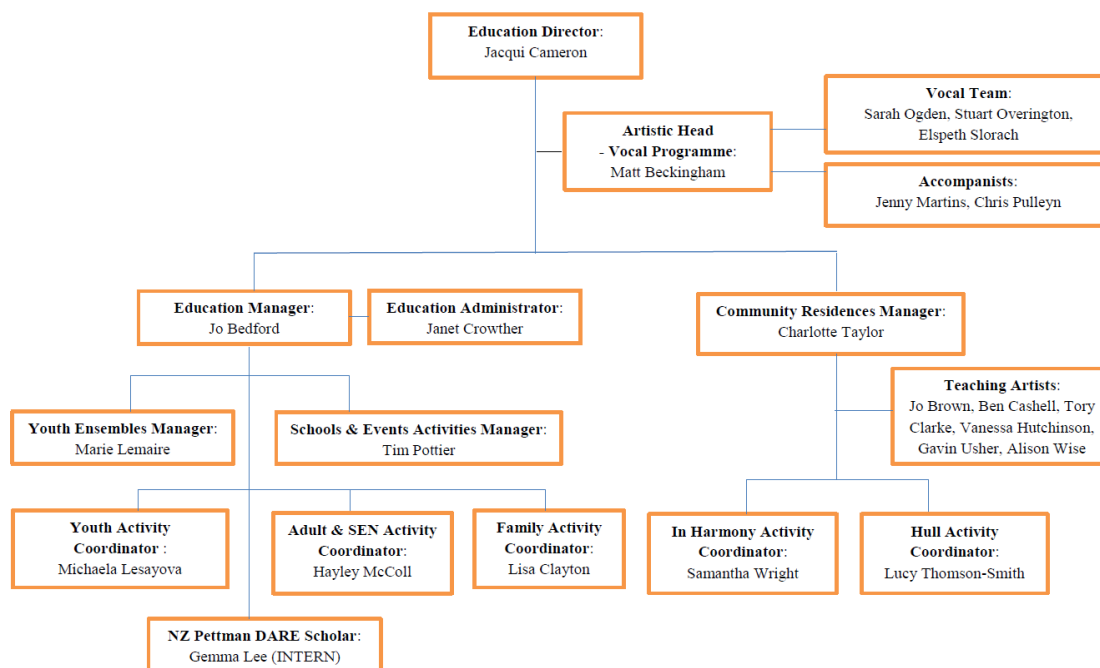 Education Director:
Jacqui Cameron
Vocal Team:
Sarah Ogden, Stuart Overington,
Elspeth Slorach
Artistic Head
- Vocal Programme:
Matt Beckingham
Accompanists:
Jenny Martins, Chris Pulleyn
Education Manager:
Jo Bedford
Education Administrator:
Janet Crowther
Community Residences Manager:
Charlotte Taylor
Teaching Artists:
Jo Brown, Ben Cashell, Tory
Clarke, Vanessa Hutchinson,
Gavin Usher, Alison Wise
Youth Ensembles Manager:
Marie Lemaire
Schools & Events Activities Manager:
Tim Pottier
Youth Activity
Coordinator :
Michaela Lesayova
Adult & SEN Activity
Coordinator:
Hayley McColl
Family Activity
Coordinator:
Lisa Clayton
In Harmony Activity
Coordinator:
Samantha Wright
Hull Activity
Coordinator:
Lucy Thomson-Smith
NZ Pettman DARE Scholar:
Gemma Lee (INTERN)